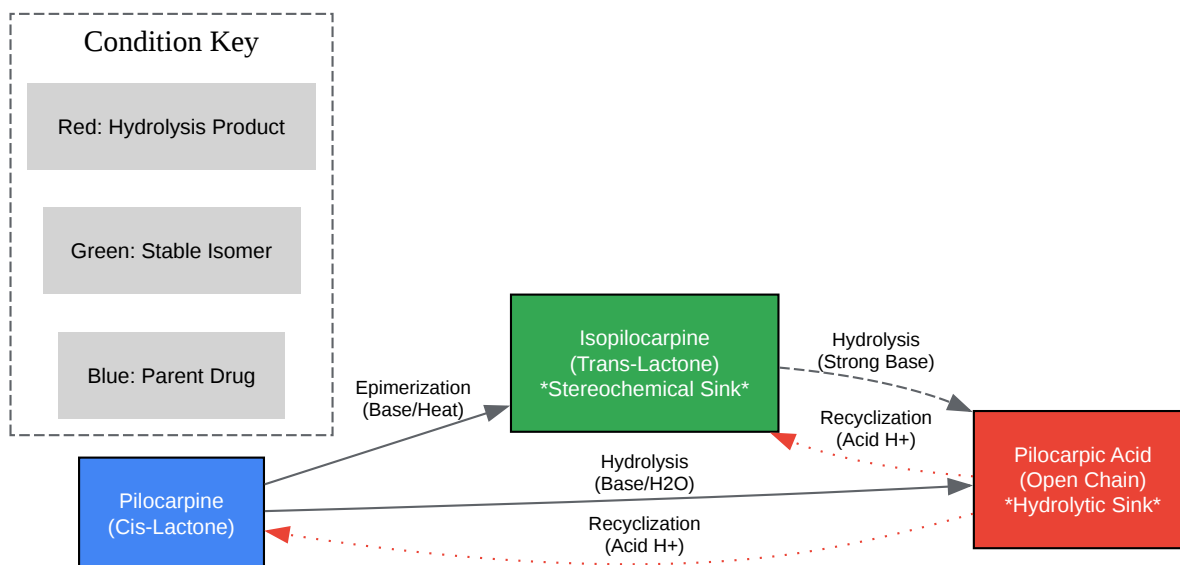 Condition Key
Red: Hydrolysis Product
Green: Stable Isomer
Blue: Parent Drug
Isopilocarpine
(Trans-Lactone)
*Stereochemical Sink*
Hydrolysis
(Strong Base)
Epimerization
(Base/Heat)
Recyclization
(Acid H+)
Pilocarpic Acid
(Open Chain)
*Hydrolytic Sink*
Hydrolysis
(Base/H2O)
Pilocarpine
(Cis-Lactone)
Recyclization
(Acid H+)